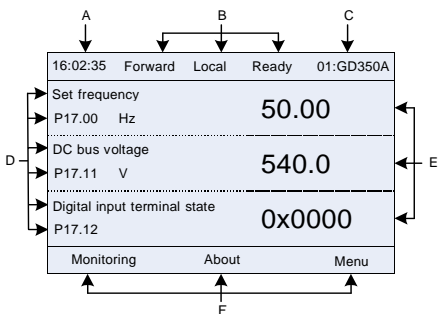 A B C
16:02:35 Forward Local Ready 01:GD350A
Set frequency
P17.00 Hz 50.00
DC bus voltage
P17.11 V 540.0
Digital input terminal state
P17.12 0x0000
D E
Monitoring About Menu
F